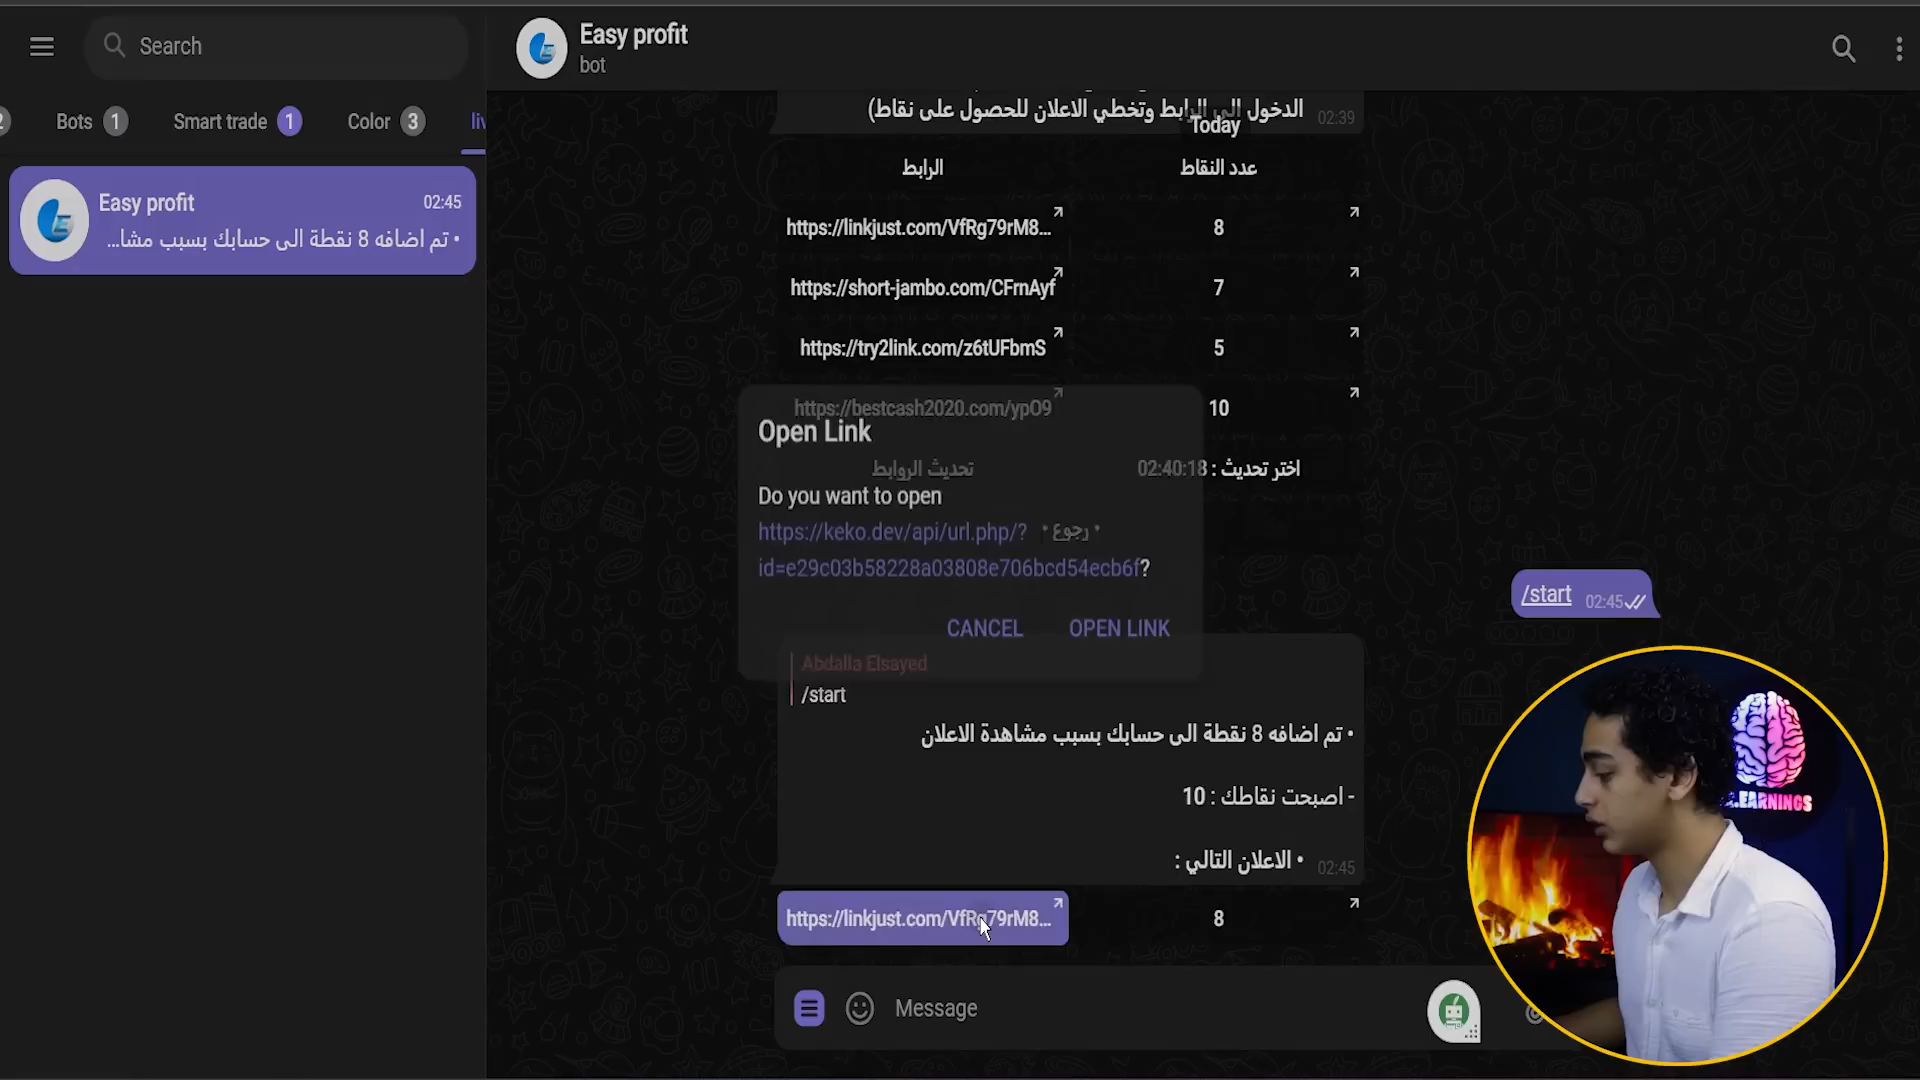 Search
Easy profit
bot
2
Bots 1
Smart trade 1
Color 3
liv
Easy profit
02:45
• تم اضافه 8 نقطة الى حسابك بسبب مشا...
الدخول الى الرابط وتخطي الاعلان للحصول على نقاط)
02:39
Today
الرابط
عدد النقاط
https://linkjust.com/VfRg79rM8...
8
https://short-jambo.com/CFrnAyf
7
https://try2link.com/z6tUFbmS
5
https://bestcash2020.com/ypO9
10
Open Link
تحديث الروابط
اختر تحديث : 02:40:18
Do you want to open
https://keko.dev/api/url.php/?
* رجوع *
id=e29c03b58228a03808e706bcd54ecb6f?
CANCEL
OPEN LINK
/start
02:45
Abdalla Elsayed
/start
• تم اضافه 8 نقطة الى حسابك بسبب مشاهدة الاعلان
- اصبحت نقاطك : 10
• الاعلان التالي :
02:45
https://linkjust.com/VfRg79rM8...
8
Message
.EARNINGS